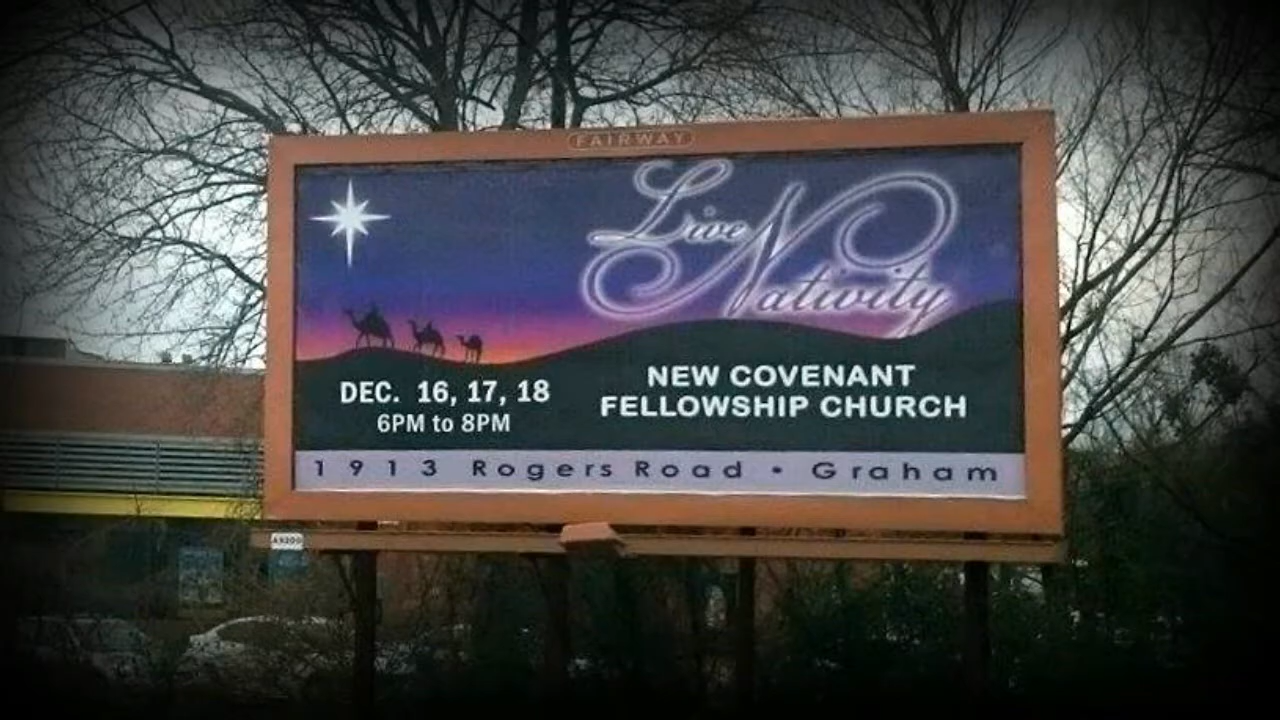 FAIRWAY
Live
Nativity
DEC. 16, 17, 18
6PM to 8PM
NEW COVENANT
FELLOWSHIP CHURCH
1913 Rogers Road • Graham